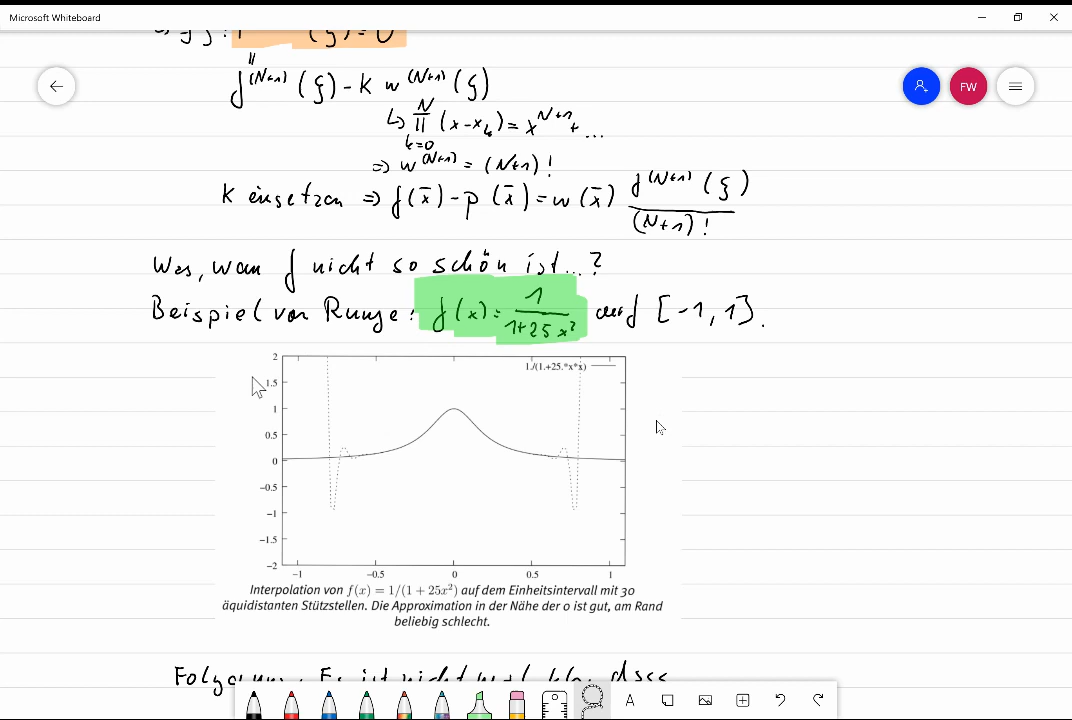 Microsoft Whiteboard
(ξ) = 0
FW
f^(N+1) (ξ) - K w^(N+1) (ξ)
↳ ∏_{k=0}^{N} (x-x_k) = x^{N+1} + ...
⇒ w^(N+1) = (N+1)!
K einsetzen ⇒ f(x̄) - p(x̄) = w(x̄) f^(N+1)(ξ) / (N+1)!
Was, wenn f nicht so schön ist...?
Beispiel von Runge: f(x) = 1/(1+25x²) auf [-1,1].
1./(1.+25.*x*x)
2
1.5
1
0.5
0
-0.5
-1
-1.5
-2
-1 -0.5 0 0.5 1
Interpolation von f(x) = 1/(1 + 25x²) auf dem Einheitsintervall mit 30
äquidistanten Stützstellen. Die Approximation in der Nähe der 0 ist gut, am Rand
beliebig schlecht.
Es ist nicht
A